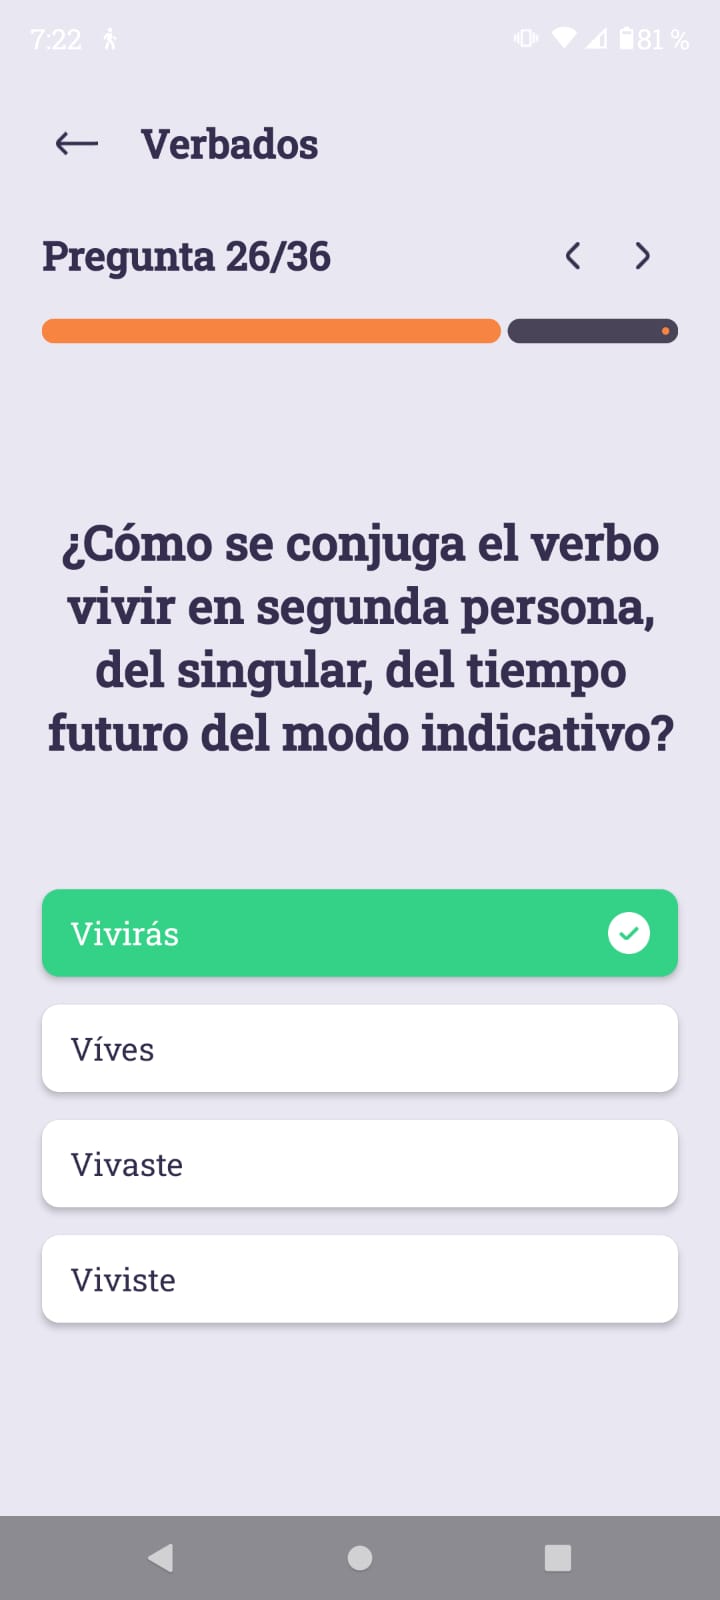 7:22 81 %
Verbados
Pregunta 26/36
¿Cómo se conjuga el verbo
vivir en segunda persona,
del singular, del tiempo
futuro del modo indicativo?
Vivirás
Víves
Vivaste
Viviste